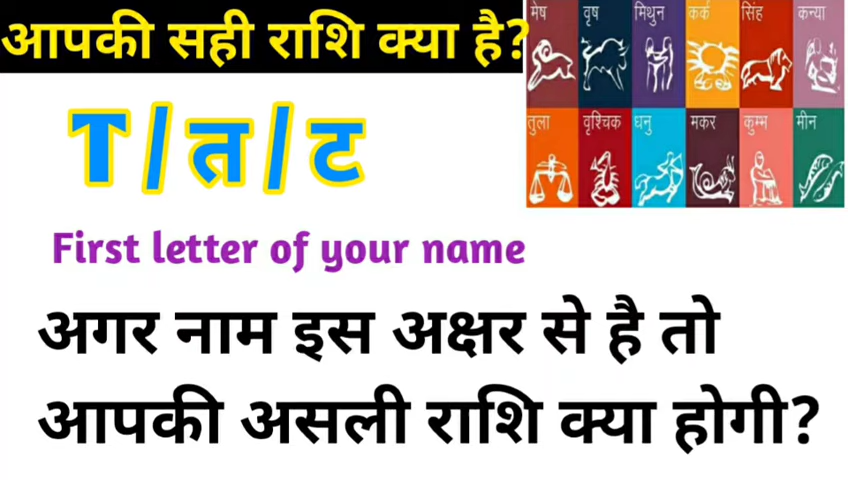 आपकी सही राशि क्या है?
मेष वृष मिथुन कर्क सिंह कन्या
तुला वृश्चिक धनु मकर कुम्भ मीन
T/त/ट
First letter of your name
अगर नाम इस अक्षर से है तो
आपकी असली राशि क्या होगी?